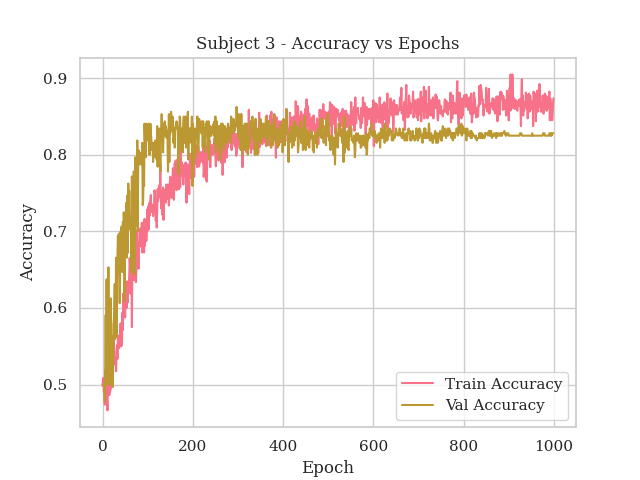 Subject 3 - Accuracy vs Epochs
Accuracy
0.9
0.8
0.7
0.6
0.5
Train Accuracy
Val Accuracy
0 200 400 600 800 1000
Epoch